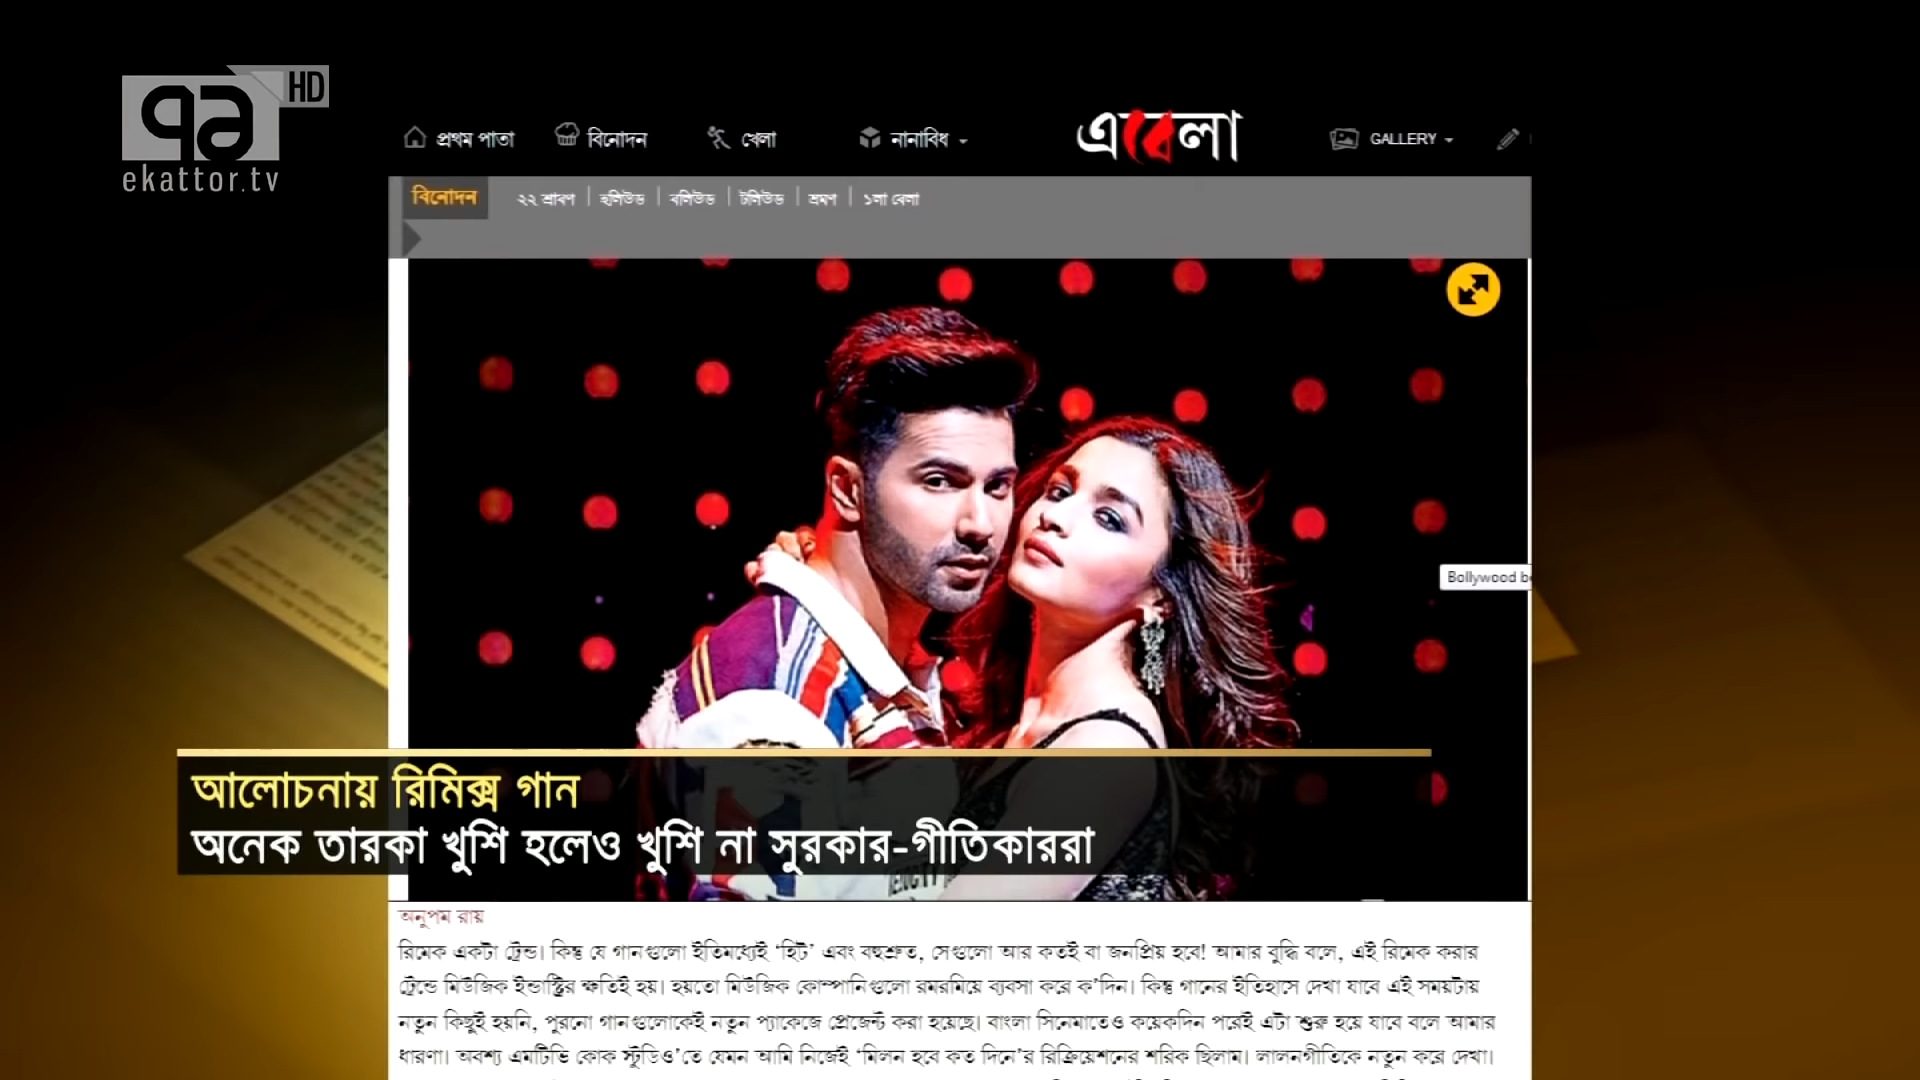 HD
ekattor.tv
প্রথম পাতা
বিনোদন
খেলা
নানাবিধ
এবেলা
GALLERY
বিনোদন
২২ শ্রাবণ
হলিউড
বলিউড
টলিউড
ভ্রমণ
১লা বেলা
Bollywood
আলোচনায় রিমিক্স গান
অনেক তারকা খুশি হলেও খুশি না সুরকার-গীতিকাররা
অনুপম রায়
রিমেক একটা ট্রেন্ড। কিন্তু যে গানগুলো ইতিমধ্যেই ‘হিট’ এবং বহুশ্রুত, সেগুলো আর কতই বা জনপ্রিয় হবে! আমার বুদ্ধি বলে, এই রিমেক করার
ট্রেন্ডে মিউজিক ইন্ডাস্ট্রির ক্ষতিই হয়। হয়তো মিউজিক কোম্পানিগুলো রমরমিয়ে ব্যবসা করে ক’দিন। কিন্তু গানের ইতিহাসে দেখা যাবে এই সময়টায়
নতুন কিছুই হয়নি, পুরনো গানগুলোকেই নতুন প্যাকেজে প্রেজেন্ট করা হয়েছে। বাংলা সিনেমাতেও কয়েকদিন পরেই এটা শুরু হয়ে যাবে বলে আমার
ধারণা। অবশ্য এমটিভি কোক স্টুডিও’তে যেমন আমি নিজেই ‘মিলন হবে কত দিনে’র রিক্রিয়েশনের শরিক ছিলাম। লালনগীতিকে নতুন করে দেখা।